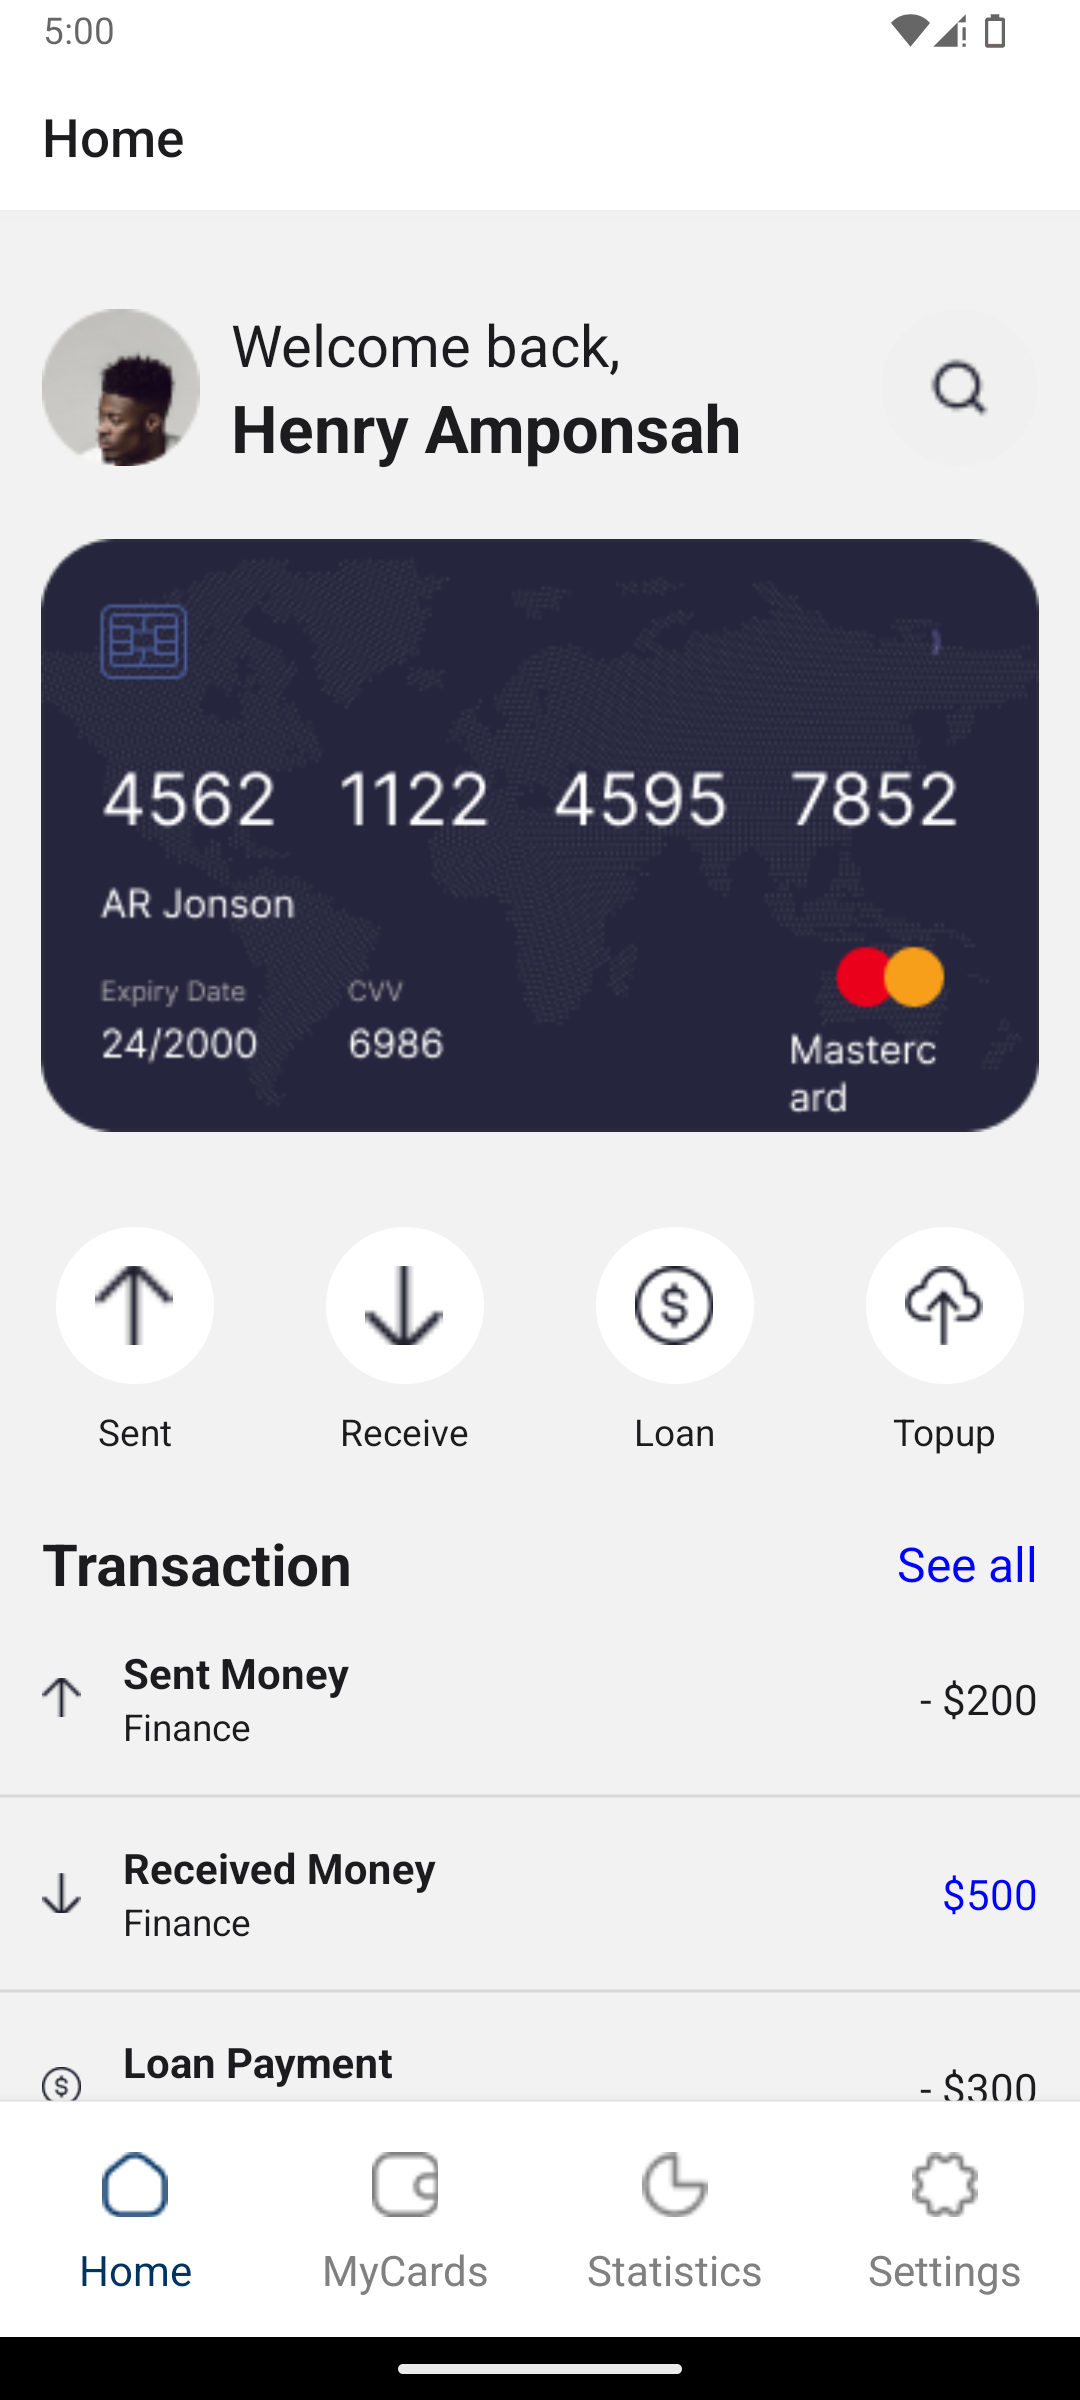 5:00
Home
Welcome back,
Henry Amponsah
4562 1122 4595 7852
AR Jonson
Expiry Date CVV
24/2000 6986
Masterc
ard
Sent Receive Loan Topup
Transaction See all
Sent Money
Finance
- $200
Received Money
Finance
$500
Loan Payment
- $300
Home MyCards Statistics Settings